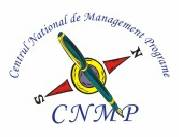 Centrul National de Management Programe
N
S
CNMP